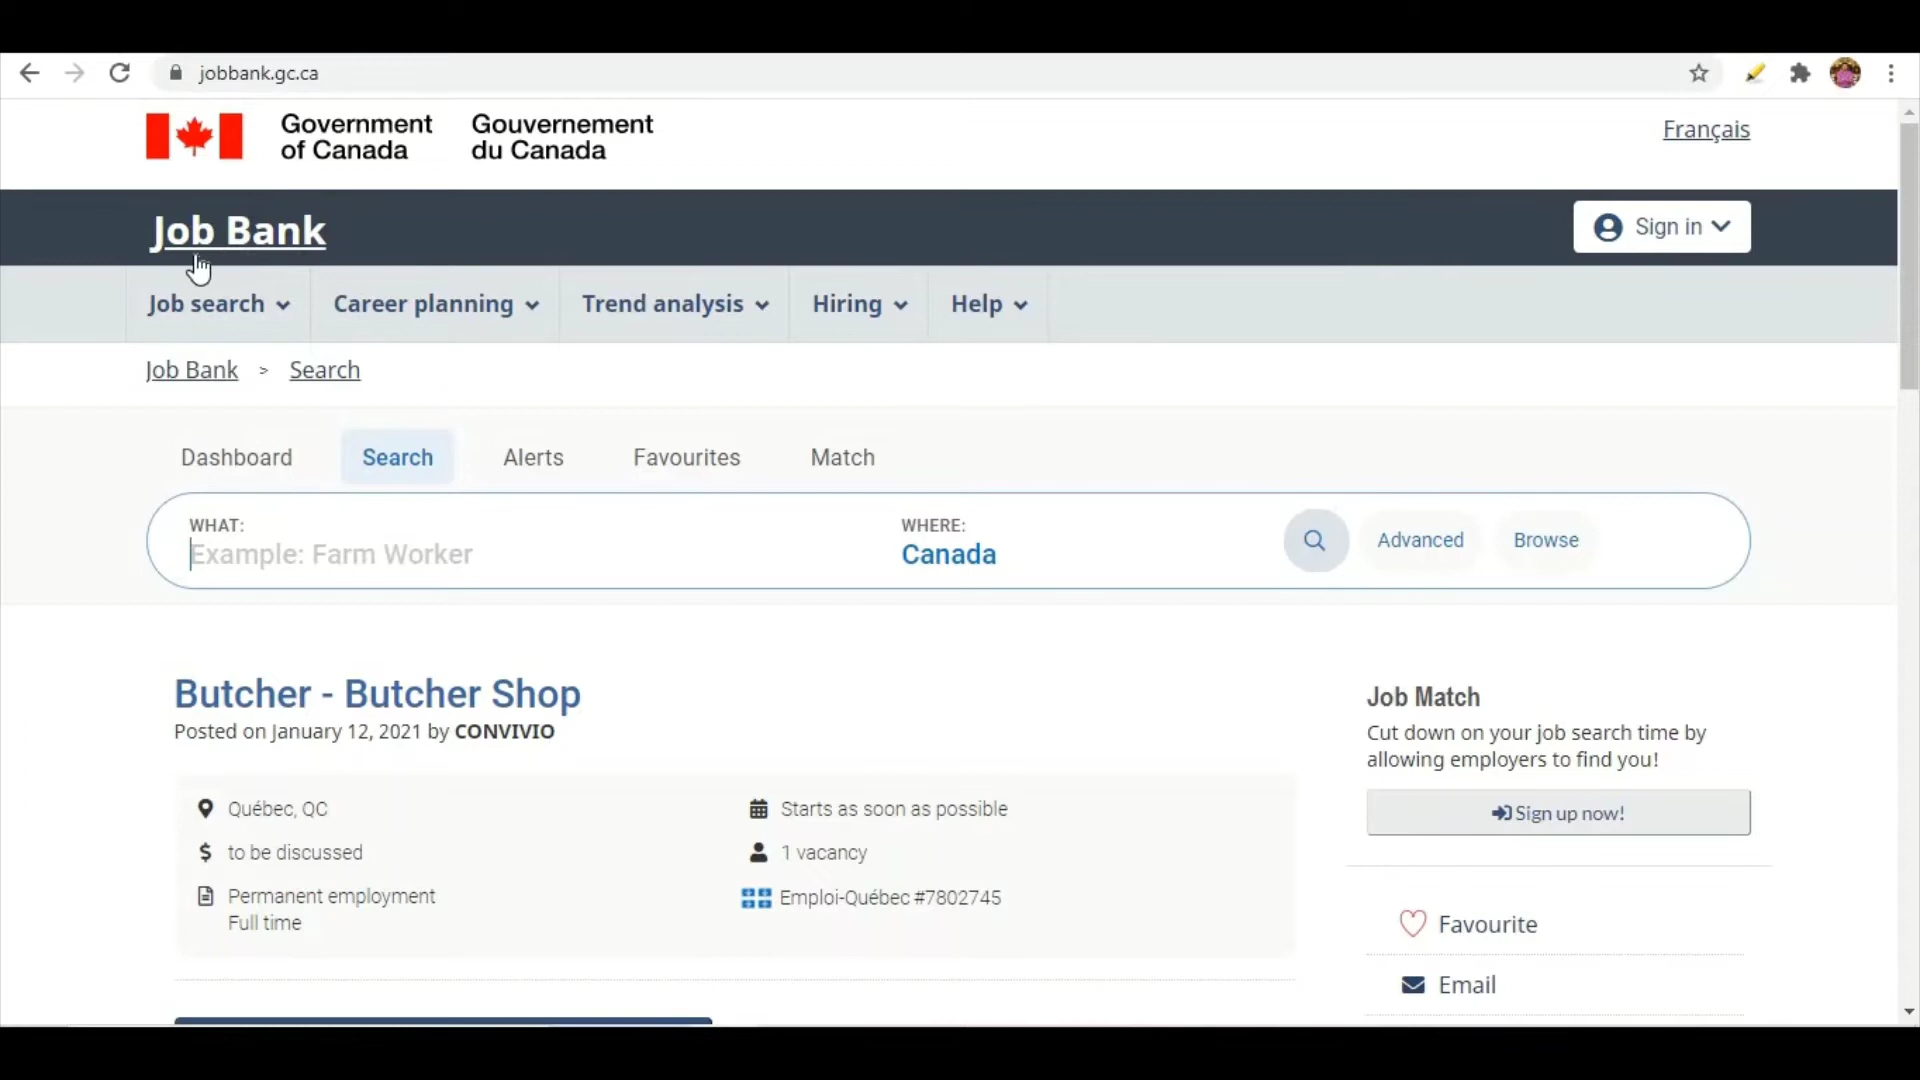 jobbank.gc.ca
Government
of Canada
Gouvernement
du Canada
Français
Job Bank
Sign in
Job search
Career planning
Trend analysis
Hiring
Help
Job Bank > Search
Dashboard
Search
Alerts
Favourites
Match
WHAT:
Example: Farm Worker
WHERE:
Canada
Advanced
Browse
Butcher - Butcher Shop
Posted on January 12, 2021 by CONVIVIO
Québec, QC
$ to be discussed
Permanent employment
Full time
Starts as soon as possible
1 vacancy
Emploi-Québec #7802745
Job Match
Cut down on your job search time by
allowing employers to find you!
Sign up now!
Favourite
Email